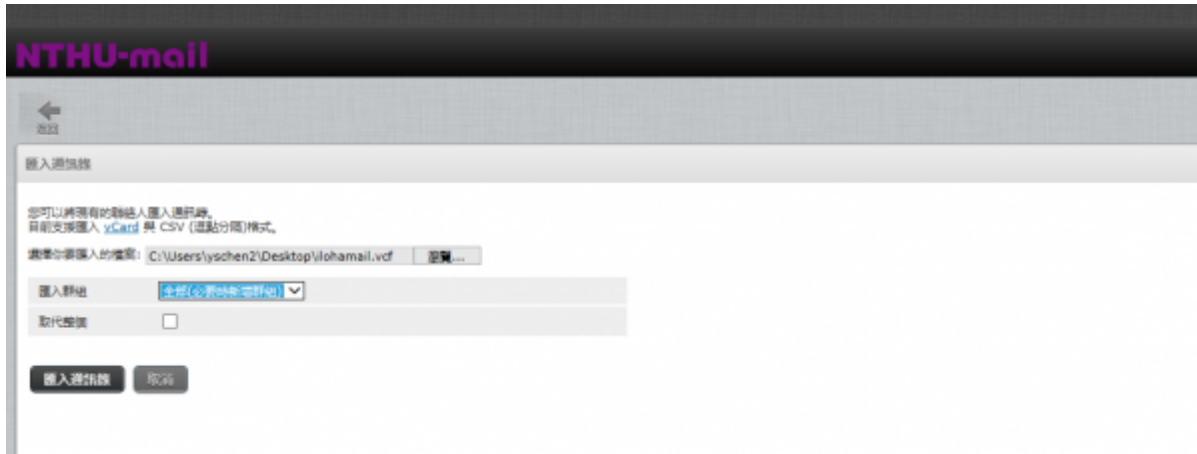 NTHU-mail
返回
匯入通訊錄
您可以將現有的聯絡人匯入通訊錄。
目前支援匯入 vCard 與 CSV (逗點分隔)格式。
選擇你要匯入的檔案: C:\Users\yschen2\Desktop\ilohamail.vcf 瀏覽...
匯入群組 全部(必要時新增群組)
取代整個
匯入通訊錄 取消